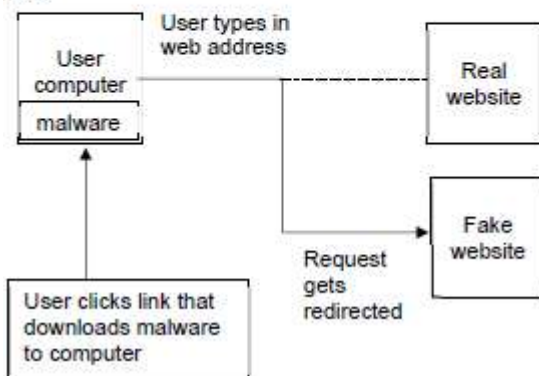 User types in
web address
User
computer
malware
Real
website
Fake
website
Request
gets
redirected
User clicks link that
downloads malware
to computer